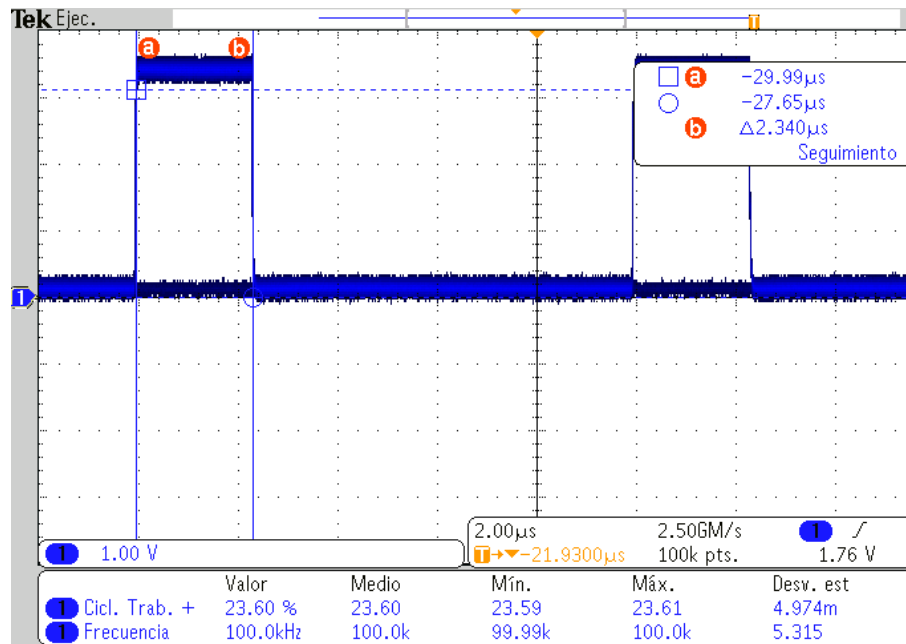 Tek Ejec.
T
a b
a -29.99µs
-27.65µs
b Δ2.340µs
Seguimiento
1
2.00µs 2.50GM/s 1
T→▼-21.9300µs 100k pts. 1.76 V
1 1.00 V
Valor Medio Mín. Máx. Desv. est
1 Cicl. Trab. + 23.60 % 23.60 23.59 23.61 4.974m
1 Frecuencia 100.0kHz 100.0k 99.99k 100.0k 5.315